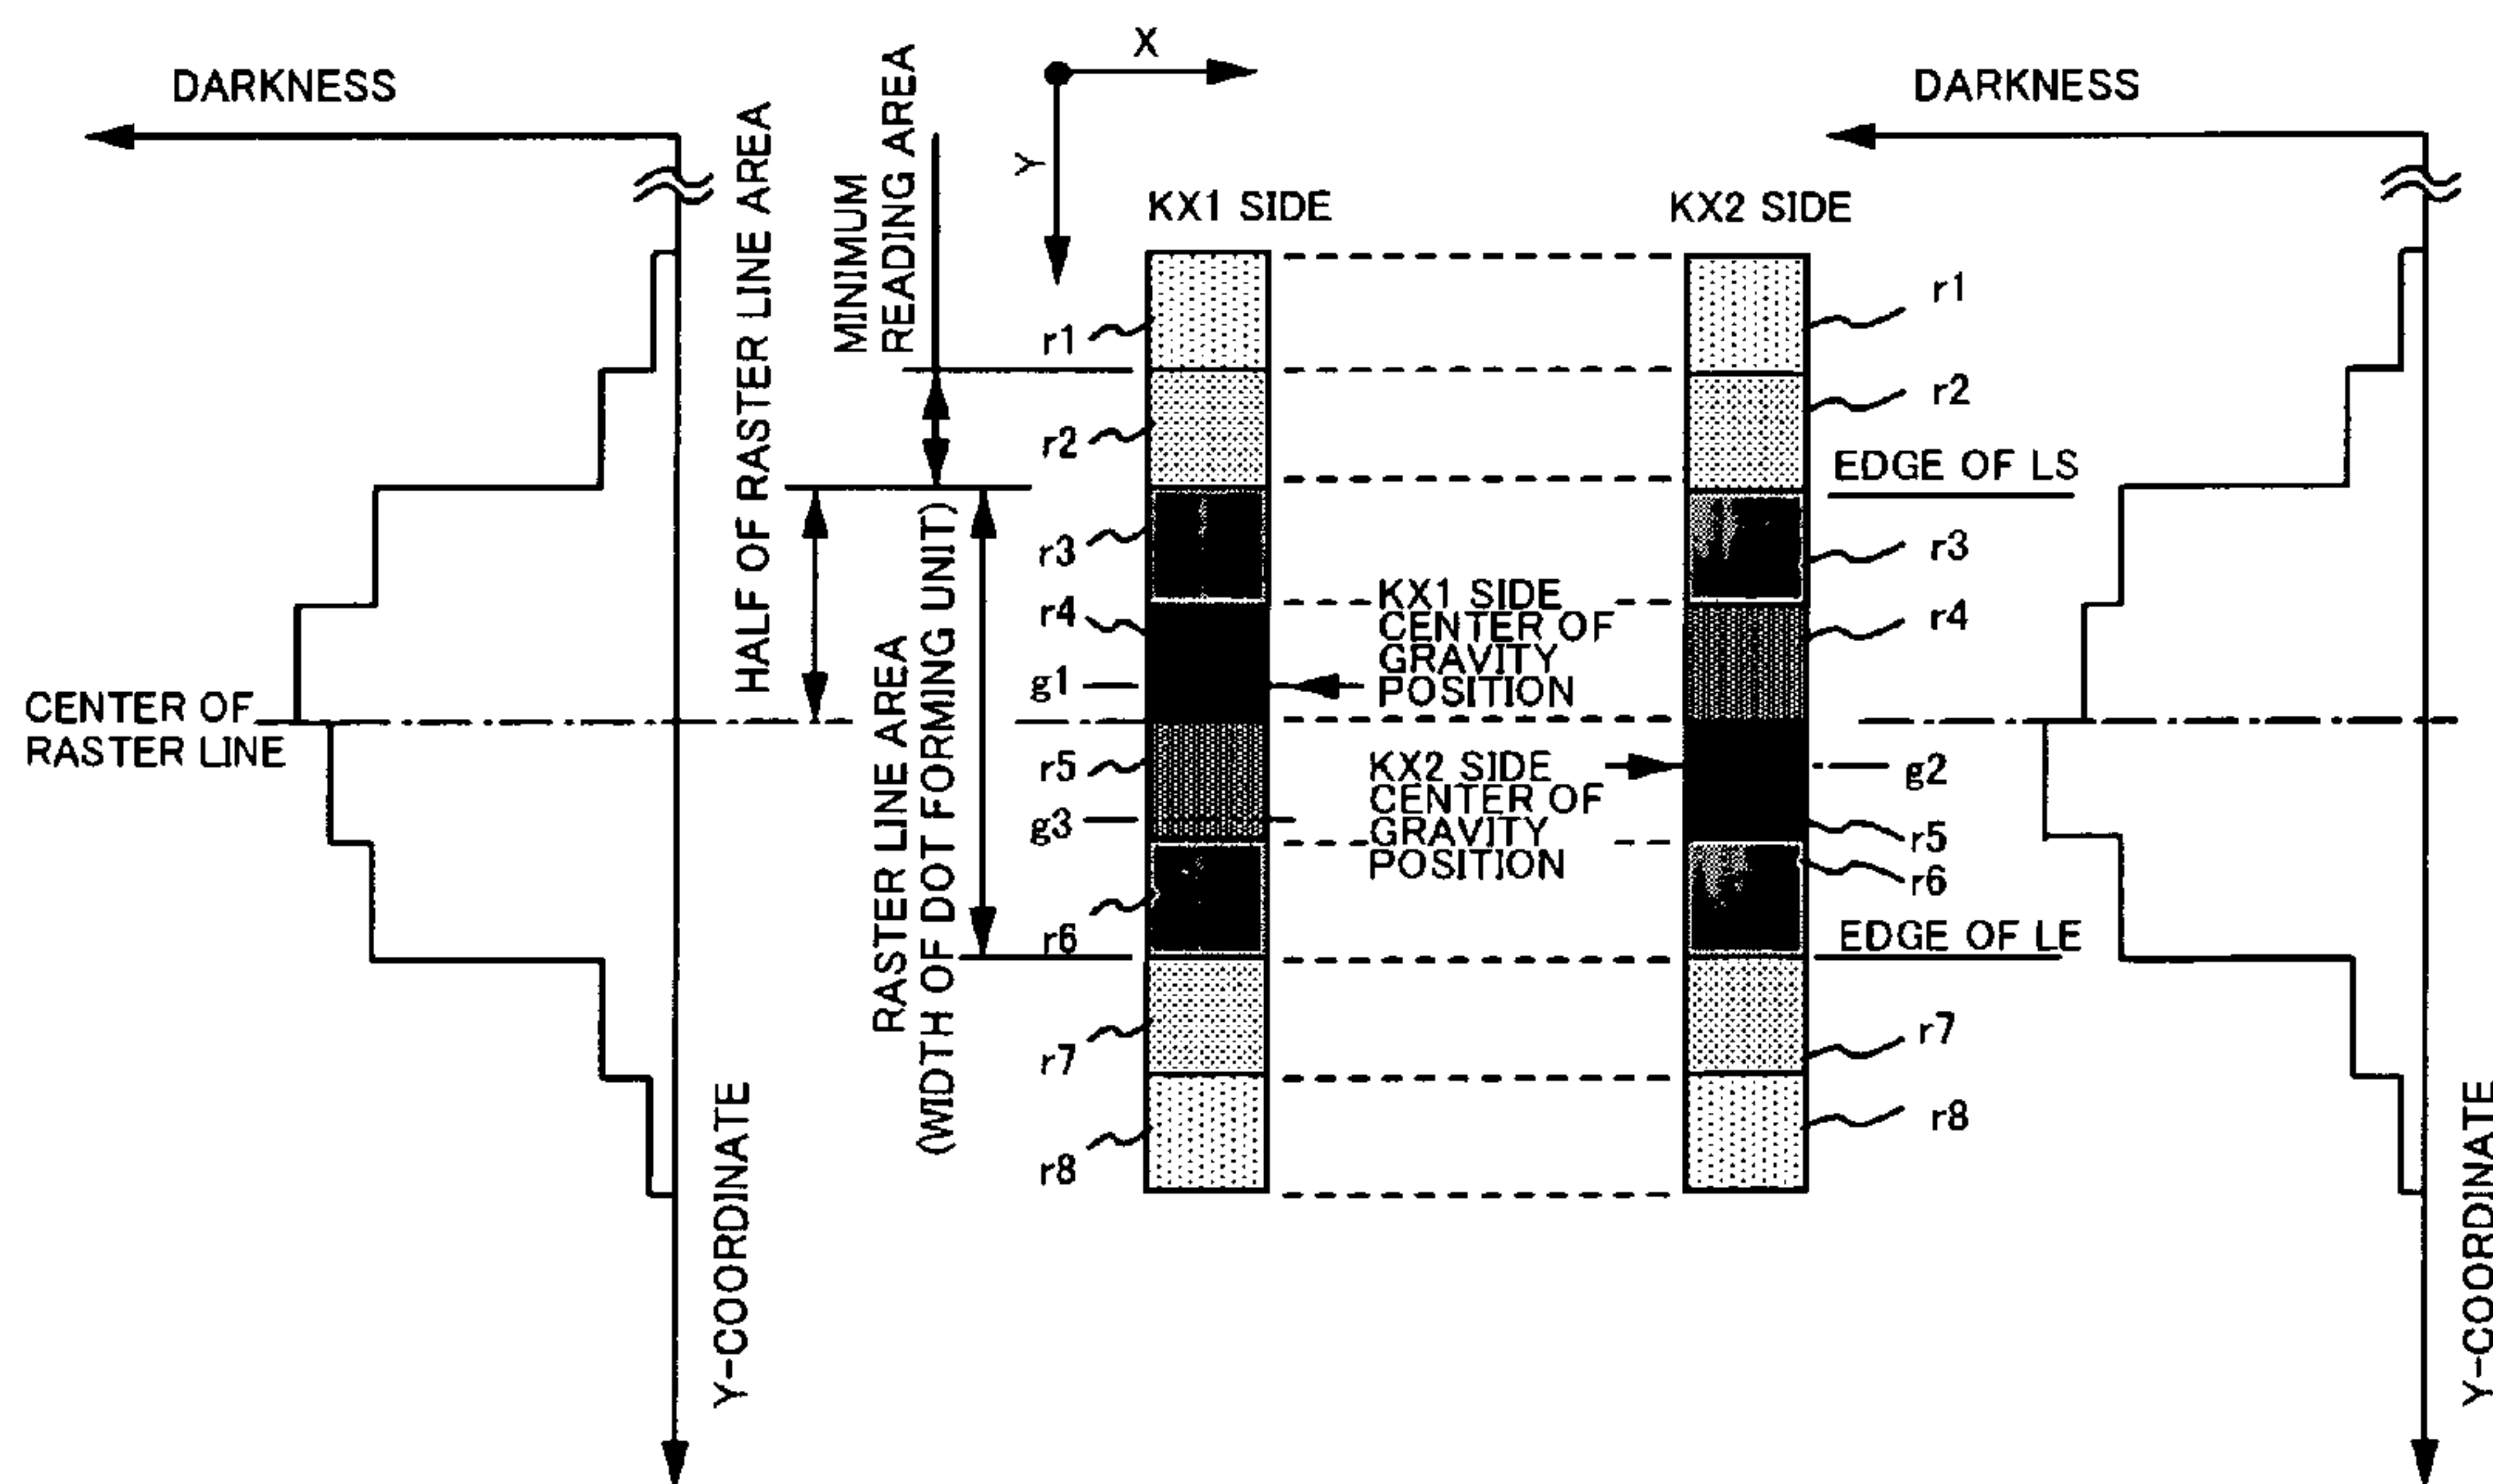 DARKNESS
HALF OF RASTER LINE AREA
MINIMUM
READING AREA
X
Y
DARKNESS
KX1 SIDE
KX2 SIDE
r1
r2
r3
r4
g1
r5
g3
r6
r7
r8
r1
r2
EDGE OF LS
r3
r4
g2
r5
r6
EDGE OF LE
r7
r8
KX1 SIDE
CENTER OF
GRAVITY
POSITION
KX2 SIDE
CENTER OF
GRAVITY
POSITION
CENTER OF
RASTER LINE
RASTER LINE AREA
(WIDTH OF DOT FORMING UNIT)
Y-COORDINATE
Y-COORDINATE